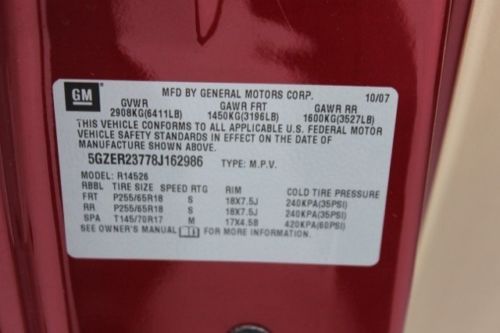 GM
MFD BY GENERAL MOTORS CORP. 10/07
GVWR GAWR FRT GAWR RR
2908KG(6411LB) 1450KG(3196LB) 1600KG(3527LB)
THIS VEHICLE CONFORMS TO ALL APPLICABLE U.S. FEDERAL MOTOR
VEHICLE SAFETY STANDARDS IN EFFECT ON THE DATE OF
MANUFACTURE SHOWN ABOVE.
5GZER23778J162986 TYPE: M.P.V.
MODEL: R14526
RBBL TIRE SIZE SPEED RTG RIM COLD TIRE PRESSURE
FRT P255/65R18 S 18X7.5J 240KPA(35PSI)
RR P255/65R18 S 18X7.5J 240KPA(35PSI)
SPA T145/70R17 M 17X4.5B 420KPA(60PSI)
SEE OWNER'S MANUAL FOR MORE INFORMATION.